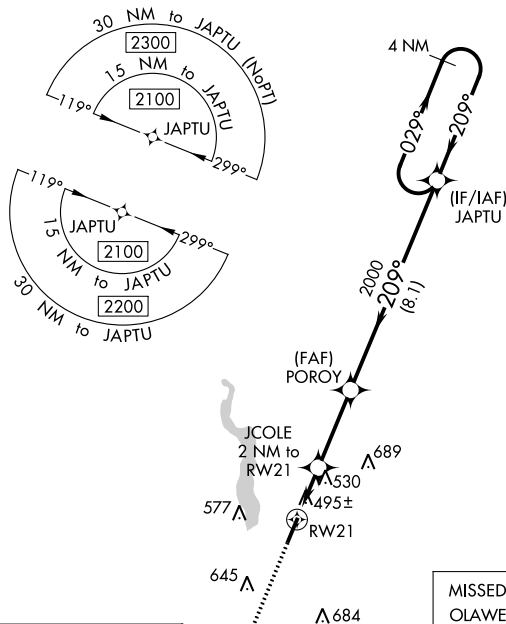 30 NM to JAPTU (NoPT)
2300
15 NM to JAPTU
2100
119°
JAPTU
299°
119°
JAPTU
2100
299°
15 NM to JAPTU
2200
30 NM to JAPTU
4 NM
029°
209°
(IF/IAF)
JAPTU
2000
209°
(8.1)
(FAF)
POROY
JCOLE
2 NM to
RW21
689
530
495±
577
RW21
645
684
MISSED
OLAWE